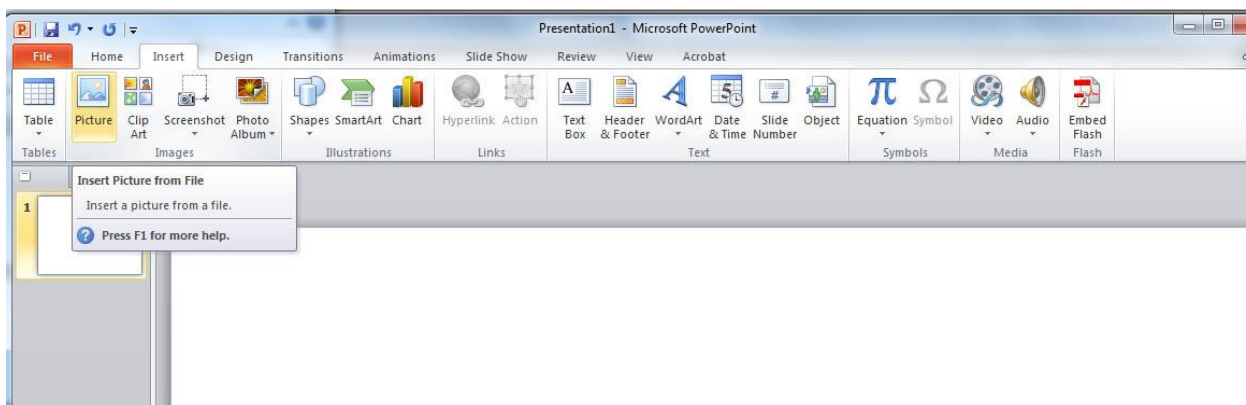 P
Presentation1 - Microsoft PowerPoint
File Home Insert Design Transitions Animations Slide Show Review View Acrobat
Table Picture Clip Art Screenshot Photo Album Shapes SmartArt Chart Hyperlink Action Text Box Header & Footer WordArt Date & Time Slide Number Object Equation Symbol Video Audio Embed Flash
Tables Images Illustrations Links Text Symbols Media Flash
Insert Picture from File
1
Insert a picture from a file.
Press F1 for more help.